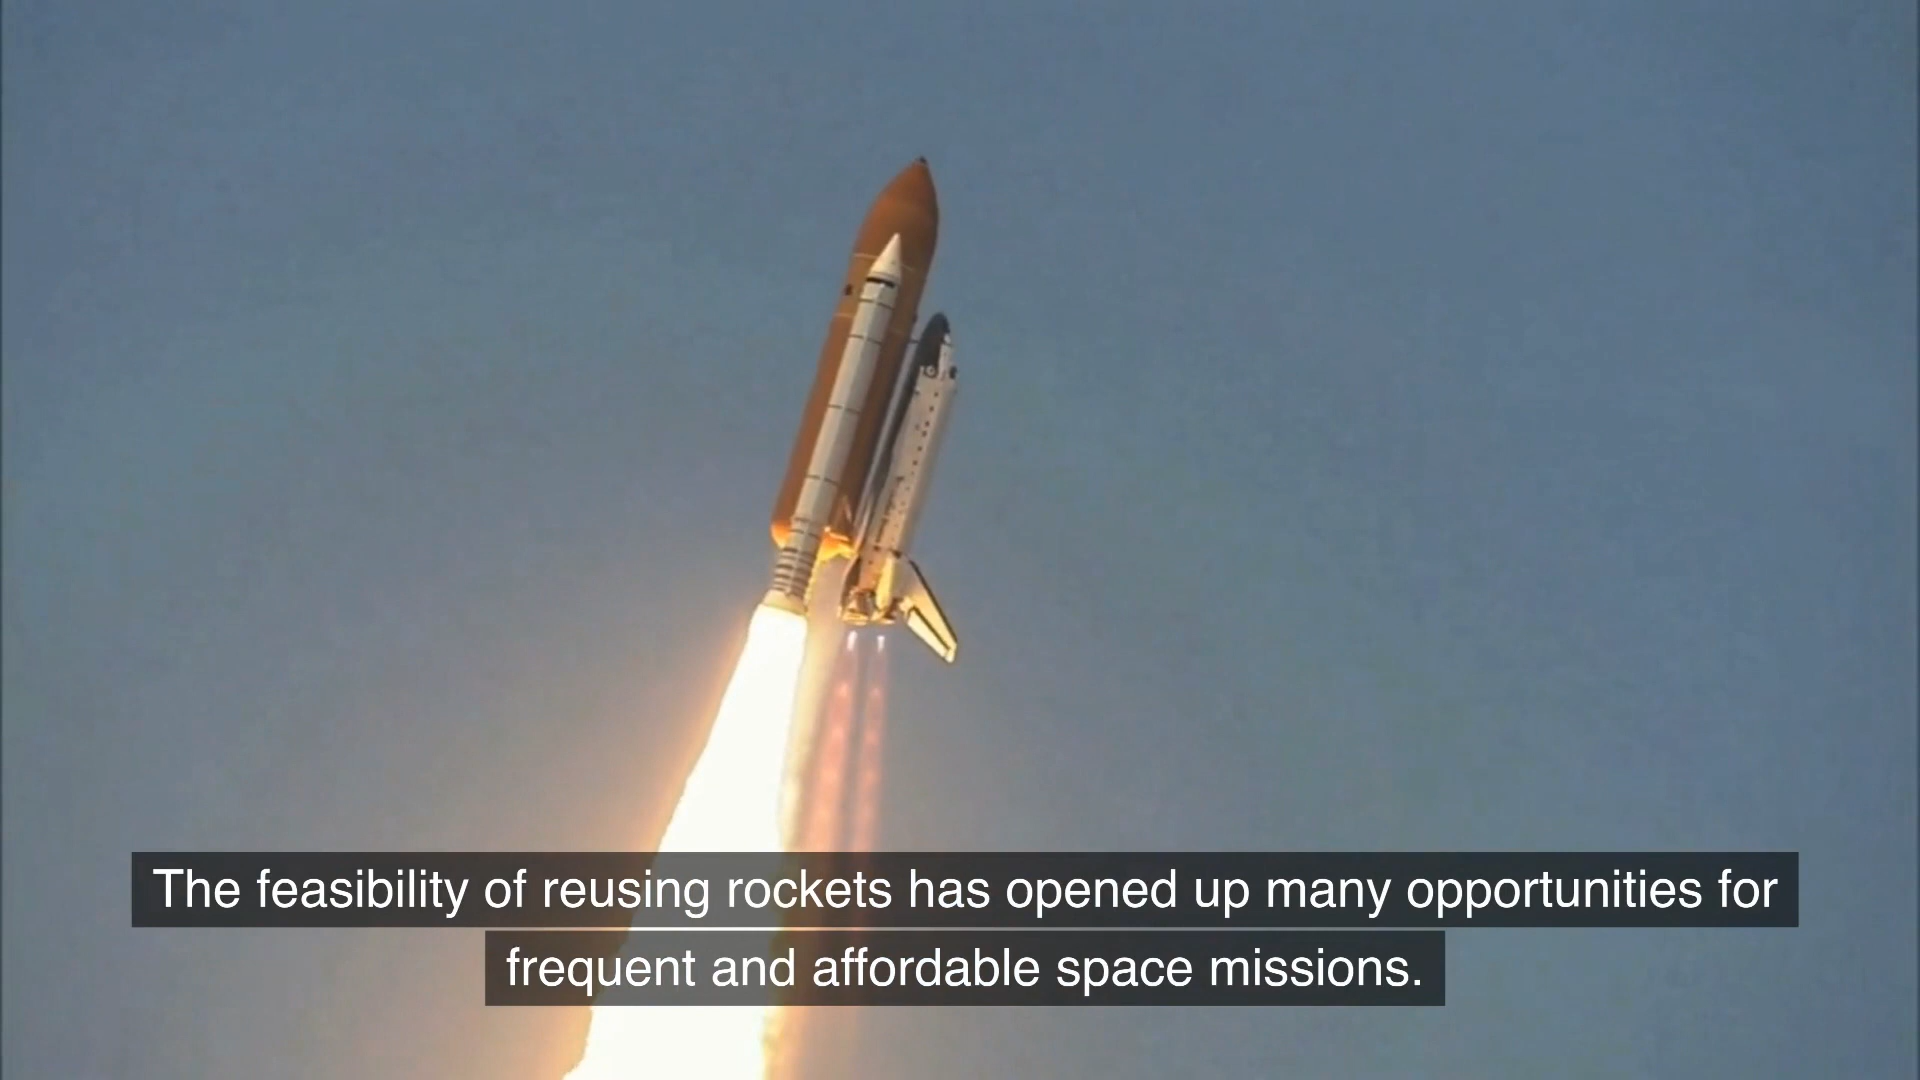 The feasibility of reusing rockets has opened up many opportunities for
frequent and affordable space missions.